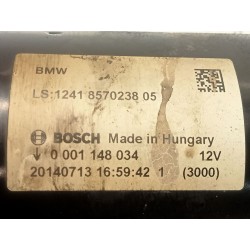 BMW
LS:1241 8570238 05
BOSCH Made in Hungary
↓ 0 001 148 034 12V
20140713 16:59:42 1 (3000)